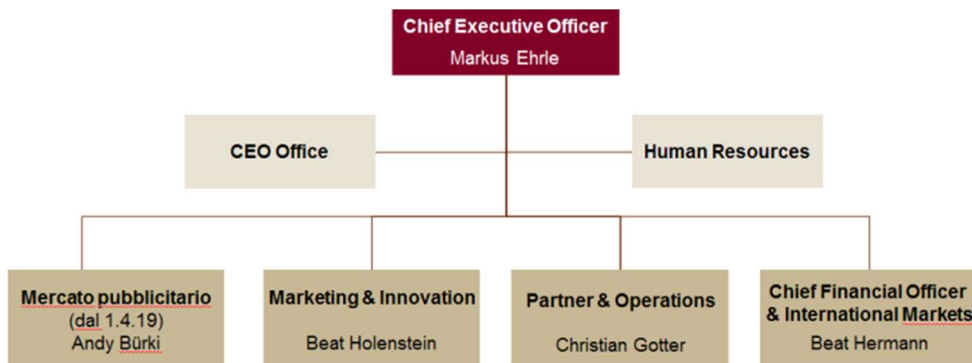 Chief Executive Officer
Markus Ehrle
CEO Office
Human Resources
Mercato pubblicitario
(dal 1.4.19)
Andy Bürki
Marketing & Innovation
Beat Holenstein
Partner & Operations
Christian Gotter
Chief Financial Officer
& International Markets
Beat Hermann